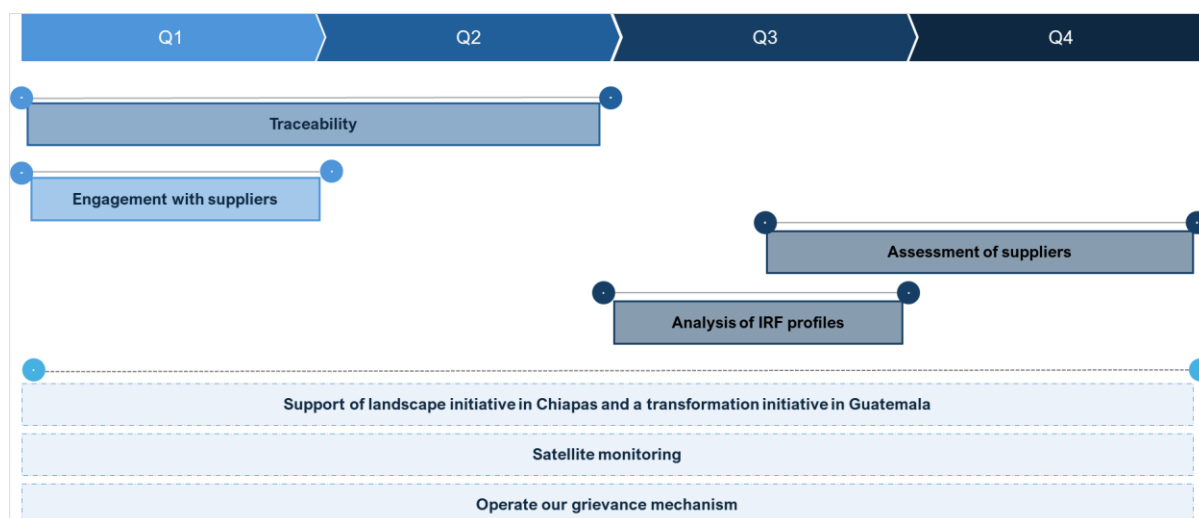 Q1 Q2 Q3 Q4
Traceability
Engagement with suppliers
Assessment of suppliers
Analysis of IRF profiles
Support of landscape initiative in Chiapas and a transformation initiative in Guatemala
Satellite monitoring
Operate our grievance mechanism